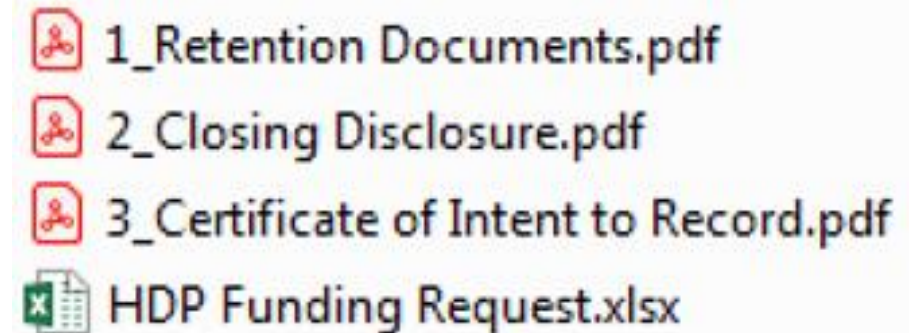 1_Retention Documents.pdf
2_Closing Disclosure.pdf
3_Certificate of Intent to Record.pdf
HDP Funding Request.xlsx